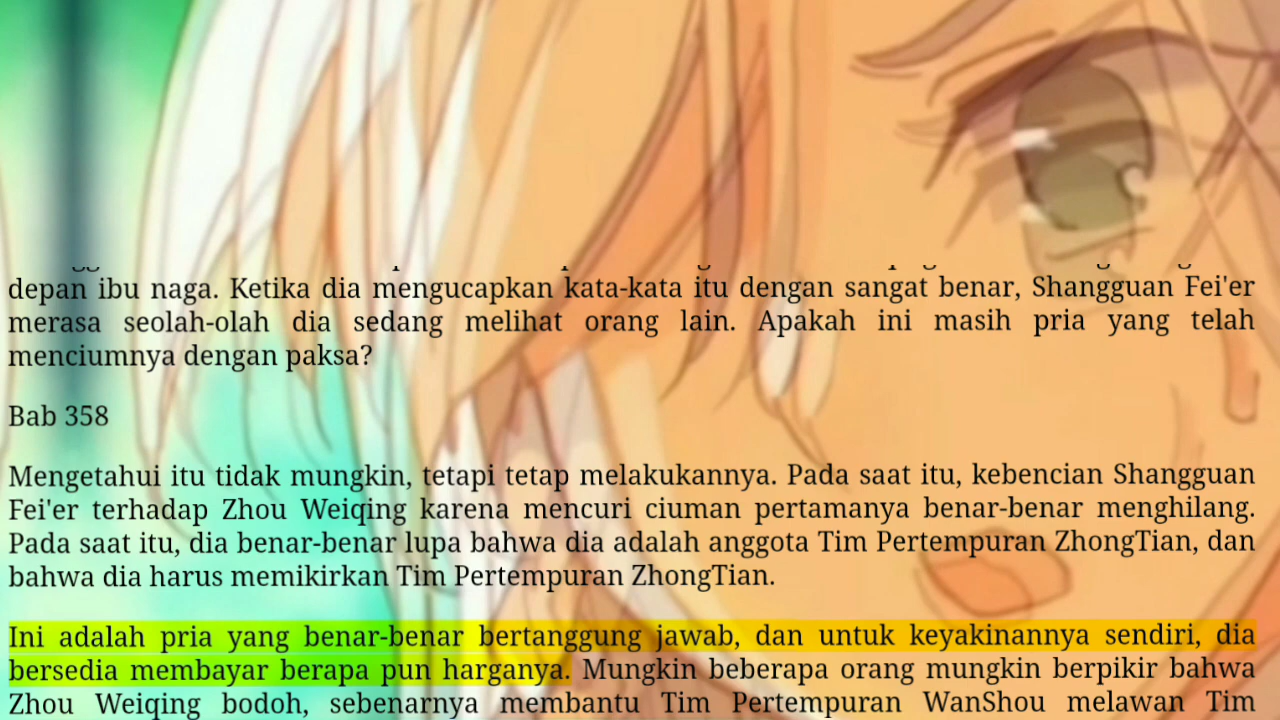 depan ibu naga. Ketika dia mengucapkan kata-kata itu dengan sangat benar, Shangguan Fei'er
merasa seolah-olah dia sedang melihat orang lain. Apakah ini masih pria yang telah
menciumnya dengan paksa?
Bab 358
Mengetahui itu tidak mungkin, tetapi tetap melakukannya. Pada saat itu, kebencian Shangguan
Fei'er terhadap Zhou Weiqing karena mencuri ciuman pertamanya benar-benar menghilang.
Pada saat itu, dia benar-benar lupa bahwa dia adalah anggota Tim Pertempuran ZhongTian, dan
bahwa dia harus memikirkan Tim Pertempuran ZhongTian.
Ini adalah pria yang benar-benar bertanggung jawab, dan untuk keyakinannya sendiri, dia
bersedia membayar berapa pun harganya. Mungkin beberapa orang mungkin berpikir bahwa
Zhou Weiqing bodoh, sebenarnya membantu Tim Pertempuran WanShou melawan Tim